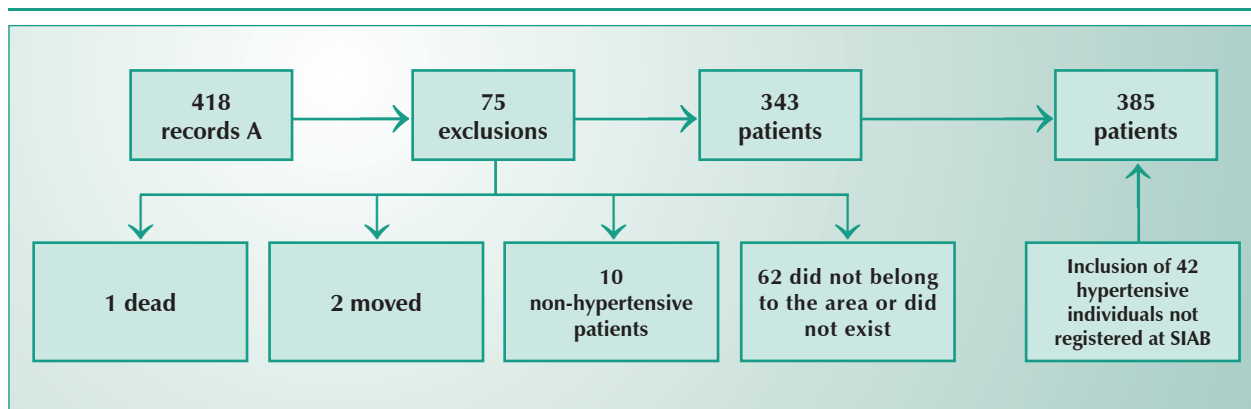 418
records A
75
exclusions
343
patients
385
patients
1 dead
2 moved
10
non-hypertensive
patients
62 did not belong
to the area or did
not exist
Inclusion of 42
hypertensive
individuals not
registered at SIAB